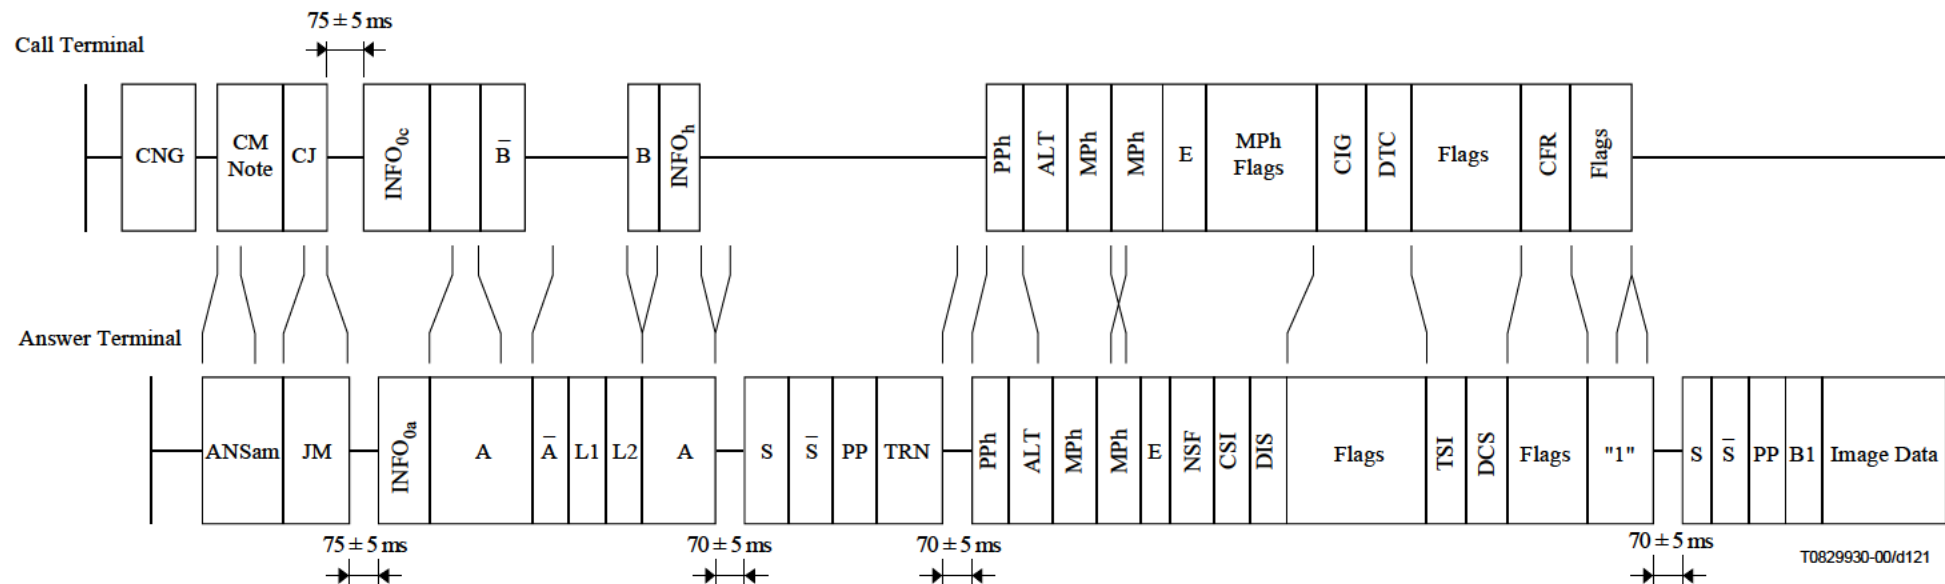 75 ± 5 ms
Call Terminal
CNG
CM
Note
CJ
INFO0c
B̅
B
INFOh
PPh
ALT
MPh
MPh
E
MPh
Flags
CIG
DTC
Flags
CFR
Flags
Answer Terminal
ANSam
JM
INFO0a
A
A̅
L1
L2
A
S
S̅
PP
TRN
PPh
ALT
MPh
MPh
E
NSF
CSI
DIS
Flags
TSI
DCS
Flags
"1"
S
S̅
PP
B1
Image Data
75 ± 5 ms
70 ± 5 ms
70 ± 5 ms
70 ± 5 ms
T0829930-00/d121